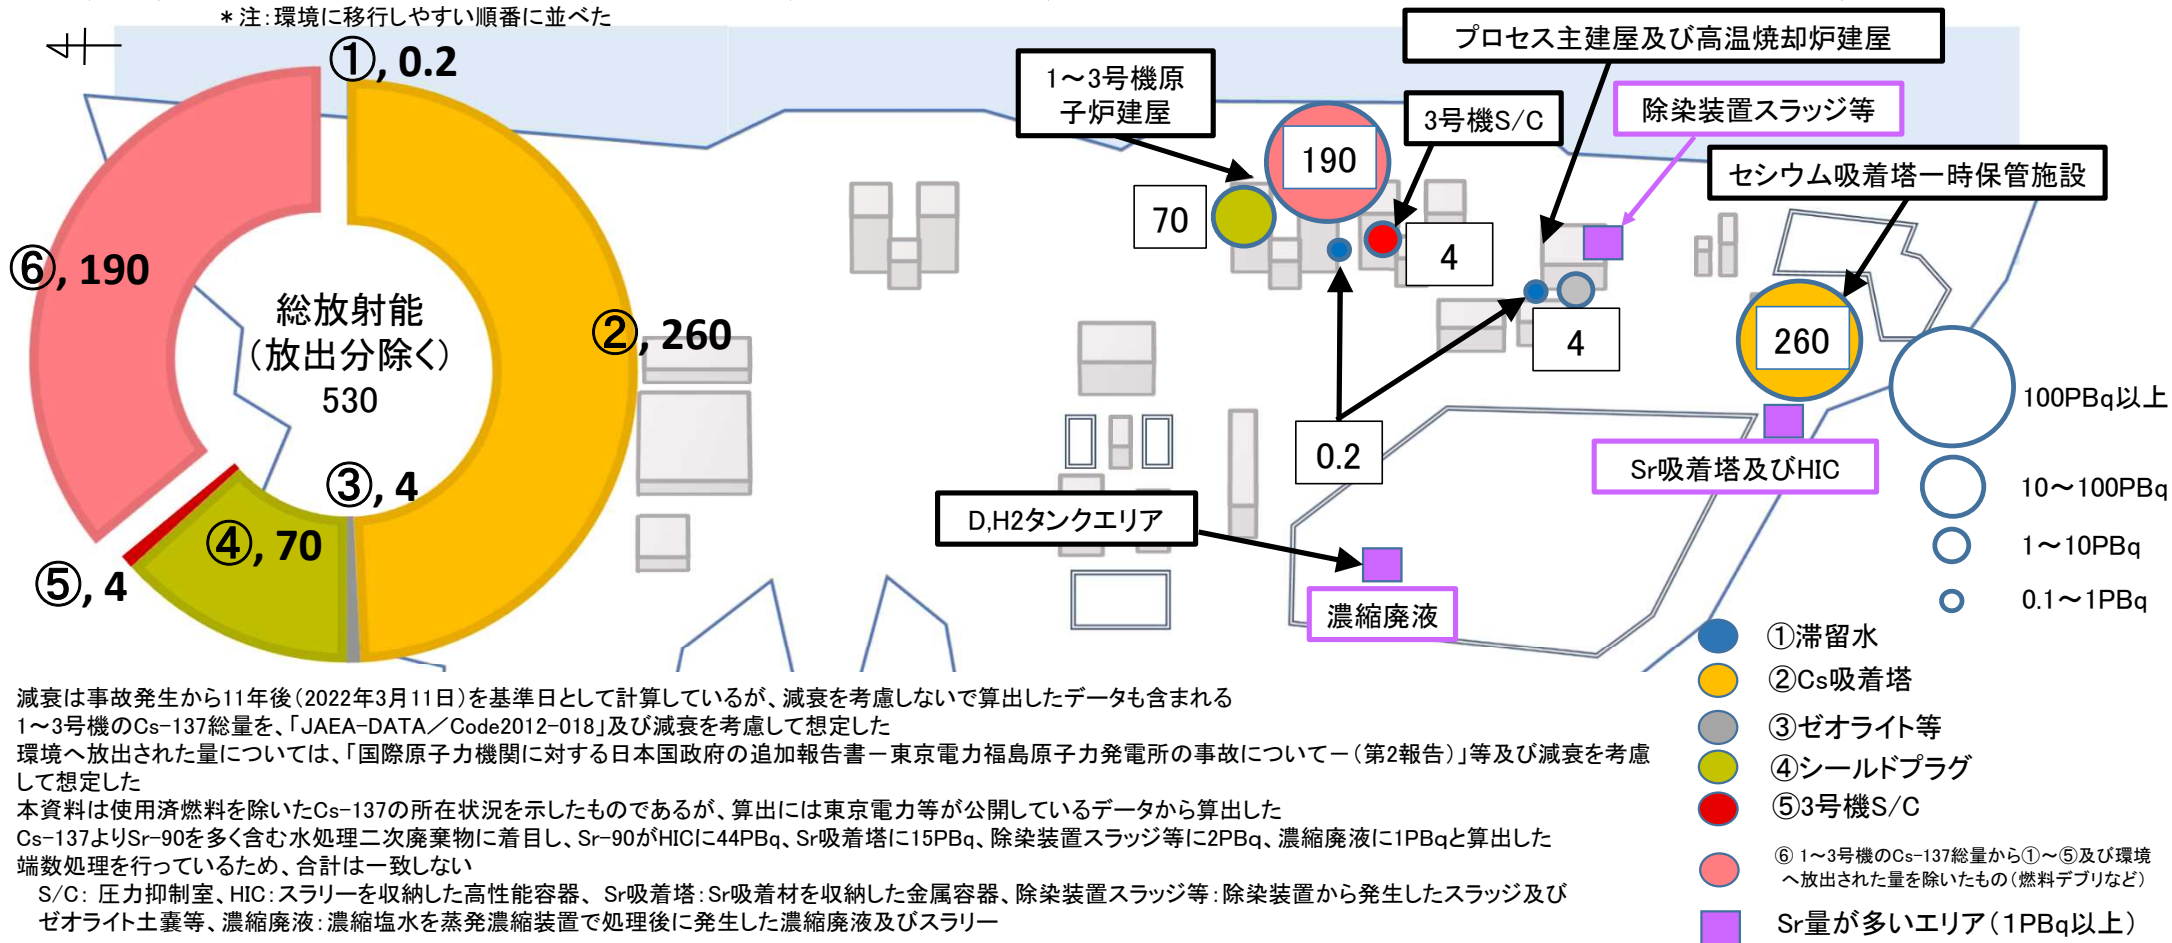 ＊注：環境に移行しやすい順番に並べた
①, 0.2
②, 260
③, 4
④, 70
⑤, 4
⑥, 190
総放射能
（放出分除く）
530
1～3号機原
子炉建屋
プロセス主建屋及び高温焼却炉建屋
3号機S/C
除染装置スラッジ等
セシウム吸着塔一時保管施設
190
70
4
4
260
0.2
Sr吸着塔及びHIC
D,H2タンクエリア
濃縮廃液
100PBq以上
10～100PBq
1～10PBq
0.1～1PBq
①滞留水
②Cs吸着塔
③ゼオライト等
④シールドプラグ
⑤3号機S/C
⑥ 1～3号機のCs-137総量から①～⑤及び環境
へ放出された量を除いたもの（燃料デブリなど）
Sr量が多いエリア（1PBq以上）
減衰は事故発生から11年後（2022年3月11日）を基準日として計算しているが、減衰を考慮しないで算出したデータも含まれる
1～3号機のCs-137総量を、「JAEA-DATA／Code2012-018」及び減衰を考慮して想定した
環境へ放出された量については、「国際原子力機関に対する日本国政府の追加報告書－東京電力福島原子力発電所の事故について－（第2報告）」等及び減衰を考慮
して想定した
本資料は使用済燃料を除いたCs-137の所在状況を示したものであるが、算出には東京電力等が公開しているデータから算出した
Cs-137よりSr-90を多く含む水処理二次廃棄物に着目し、Sr-90がHICに44PBq、Sr吸着塔に15PBq、除染装置スラッジ等に2PBq、濃縮廃液に1PBqと算出した
端数処理を行っているため、合計は一致しない
S/C： 圧力抑制室、HIC：スラリーを収納した高性能容器、 Sr吸着塔：Sr吸着材を収納した金属容器、除染装置スラッジ等：除染装置から発生したスラッジ及び
ゼオライト土嚢等、濃縮廃液：濃縮塩水を蒸発濃縮装置で処理後に発生した濃縮廃液及びスラリー